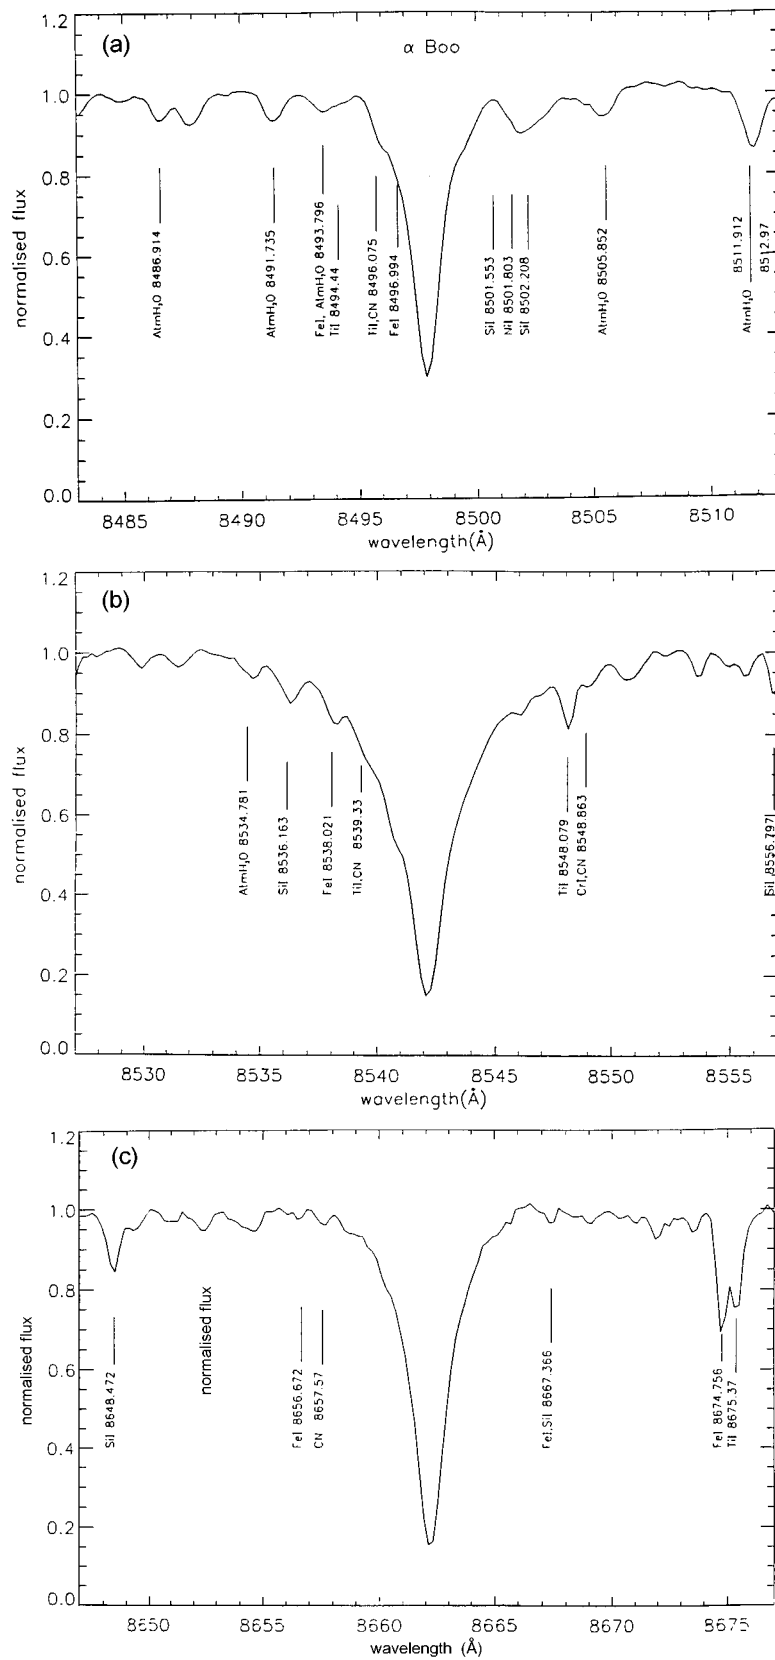 (a)
α Boo
1.2
1.0
0.8
0.6
0.4
0.2
0.0
normalised flux
AtmH₂O 8486.914
AtmH₂O 8491.735
FeI, AtmH₂O 8493.796
TiI 8494.44
TiI,CN 8496.075
FeI 8496.994
SiI 8501.553
NiI 8501.803
SiI 8502.208
AtmH₂O 8505.852
AtmH₂O 8511.912
8512.97
8485 8490 8495 8500 8505 8510
wavelength(Å)
(b)
1.2
1.0
0.8
0.6
0.4
0.2
0.0
normalised flux
AtmH₂O 8534.781
SiI 8536.163
FeI 8538.021
TiI,CN 8539.33
TiI 8548.079
CrI,CN 8548.863
SiI 8556.797
8530 8535 8540 8545 8550 8555
wavelength(Å)
(c)
1.2
1.0
0.8
0.6
0.4
0.2
0.0
normalised flux
SiI 8648.472
normalised flux
FeI 8656.672
CN 8657.57
FeI,SiI 8667.366
FeI 8674.756
TiI 8675.37
8650 8655 8660 8665 8670 8675
wavelength (Å)